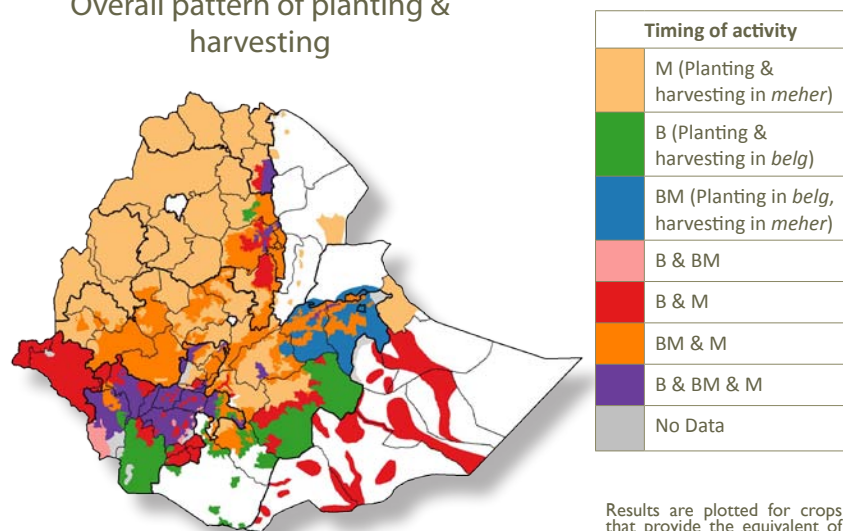 Overall pattern of planting &
harvesting
Timing of activity
M (Planting &
harvesting in meher)
B (Planting &
harvesting in belg)
BM (Planting in belg,
harvesting in meher)
B & BM
B & M
BM & M
B & BM & M
No Data
Results are plotted for crops
that provide the equivalent of